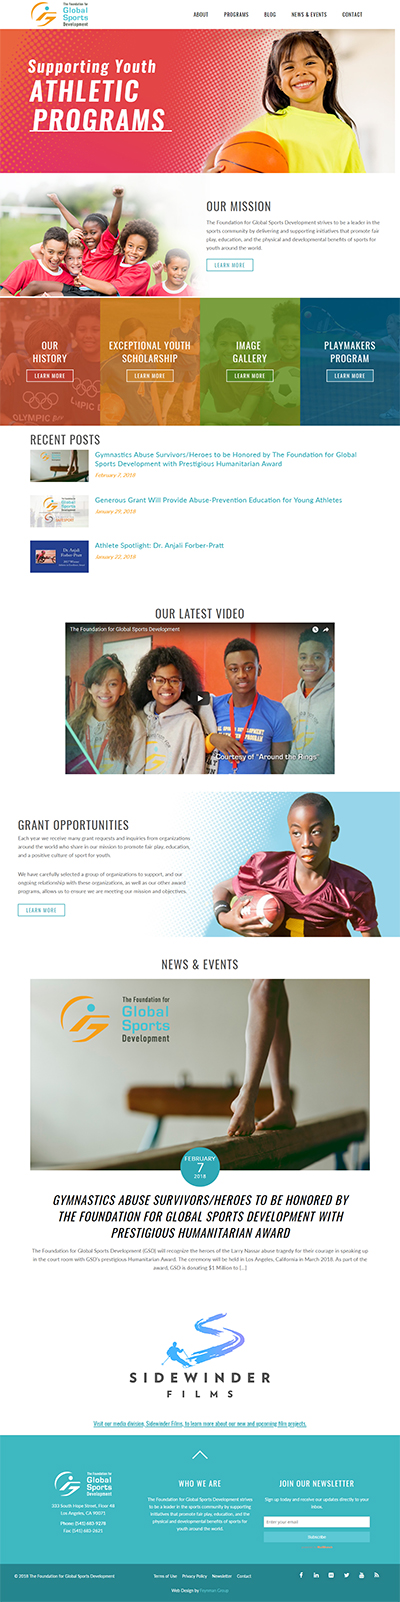 The Foundation for
Global
Sports
Development
ABOUT PROGRAMS BLOG NEWS & EVENTS CONTACT
Supporting Youth
ATHLETIC
PROGRAMS
OUR MISSION
The Foundation for Global Sports Development strives to be a leader in the
sports community by delivering and supporting initiatives that promote fair
play, education, and the physical and developmental benefits of sports for
youth around the world.
LEARN MORE
OUR
HISTORY
LEARN MORE
EXCEPTIONAL YOUTH
SCHOLARSHIP
LEARN MORE
IMAGE
GALLERY
LEARN MORE
PLAYMAKERS
PROGRAM
LEARN MORE
RECENT POSTS
Gymnastics Abuse Survivors/Heroes to be Honored by The Foundation for Global
Sports Development with Prestigious Humanitarian Award
February 7, 2018
Generous Grant Will Provide Abuse-Prevention Education for Young Athletes
January 29, 2018
Dr. Anjali
Forber-Pratt
Athlete Spotlight: Dr. Anjali Forber-Pratt
January 23, 2018
OUR LATEST VIDEO
The Foundation for Global Sports Development
Courtesy of "Around the Rings"
GRANT OPPORTUNITIES
Each year we receive many grant requests and inquiries from organizations
around the world who share in our mission to promote fair play, education,
and a positive culture of sport for youth.
We have carefully selected a group of organizations to support, and our
ongoing relationship with these organizations, as well as our other award
programs, allows us to ensure we are meeting our mission and objectives.
LEARN MORE
NEWS & EVENTS
The Foundation for
Global
Sports
Development
FEBRUARY
7
2018
GYMNASTICS ABUSE SURVIVORS/HEROES TO BE HONORED BY
THE FOUNDATION FOR GLOBAL SPORTS DEVELOPMENT WITH
PRESTIGIOUS HUMANITARIAN AWARD
The Foundation for Global Sports Development (GSD) will recognize the heroes of the Larry Nassar abuse tragedy for their courage in speaking up
in the court room with GSD's prestigious Humanitarian Award. The ceremony will be held in Los Angeles, California in March 2018. As part of the
award, GSD is donating $1 Million to [...]
SIDEWINDER
FILMS
Visit our media division, Sidewinder Films, to learn more about our new and upcoming film projects.
The Foundation for
Global
Sports
Development
333 South Hope Street, Floor 48
Los Angeles, CA 90071
WHO WE ARE
The Foundation for Global Sports Development strives
to be a leader in the sports community by supporting
initiatives that promote fair play, education, and the
physical and developmental benefits of sports for
youth around the world.
JOIN OUR NEWSLETTER
Sign up today and receive our updates directly to your
inbox.
Enter your email
Subscribe
© 2018 The Foundation for Global Sports Development
Terms of Use Privacy Policy Newsletter Contact
Web Design by